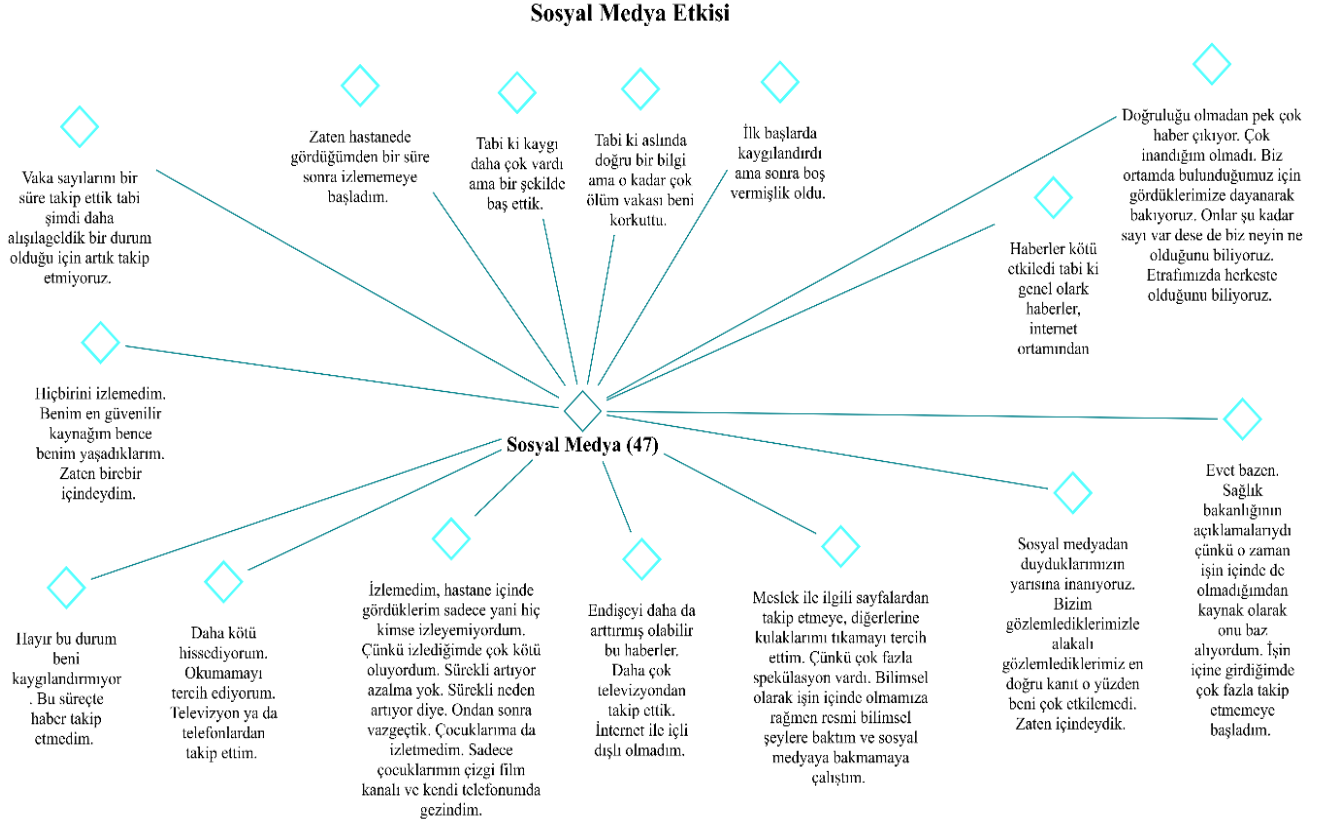 Sosyal Medya Etkisi
Vaka sayılarını bir
süre takip ettik tabi
şimdi daha
alışılageldik bir durum
olduğu için artık takip
etmiyoruz.
Zaten hastanede
gördüğümden bir süre
sonra izlememeye
başladım.
Tabi ki kaygı
daha çok vardı
ama bir şekilde
baş ettik.
Tabi ki aslında
doğru bir bilgi
ama o kadar çok
ölüm vakası beni
korkuttu.
İlk başlarda
kaygılandırdı
ama sonra boş
vermişlik oldu.
Doğruluğu olmadan pek çok
haber çıkıyor. Çok
inandığım olmadı. Biz
ortamda bulunduğumuz için
gördüklerimize dayanarak
bakıyoruz. Onlar şu kadar
sayı var dese de biz neyin ne
olduğunu biliyoruz.
Etrafımızda herkeste
olduğunu biliyoruz.
Haberler kötü
etkiledi tabi ki
genel olark
haberler,
internet
ortamından
Hiçbirini izlemedim.
Benim en güvenilir
kaynağım bence
benim yaşadıklarım.
Zaten birebir
içindeydim.
Sosyal Medya (47)
Hayır bu durum
beni
kaygılandırmıyor
. Bu süreçte
haber takip
etmedim.
Daha kötü
hissediyorum.
Okumamayı
tercih ediyorum.
Televizyon ya da
telefonlardan
takip ettim.
İzlemedim, hastane içinde
gördüklerim sadece yani hiç
kimse izleyemiyordum.
Çünkü izlediğimde çok kötü
oluyordum. Sürekli artıyor
azalma yok. Sürekli neden
artıyor diye. Ondan sonra
vazgeçtik. Çocuklarıma da
izletmedim. Sadece
çocuklarımın çizgi film
kanalı ve kendi telefonumda
gezindim.
Endişeyi daha da
arttırmış olabilir
bu haberler.
Daha çok
televizyondan
takip ettik.
İnternet ile içli
dışlı olmadım.
Meslek ile ilgili sayfalardan
takip etmeye, diğerlerine
kulaklarımı tıkamayı tercih
ettim. Çünkü çok fazla
spekülasyon vardı. Bilimsel
olarak işin içinde olmamıza
rağmen resmi bilimsel
şeylere baktım ve sosyal
medyaya bakmamaya
çalıştım.
Sosyal medyadan
duyduklarımızın
yarısına inanıyoruz.
Bizim
gözlemlediklerimizle
alakalı
gözlemlediklerimiz en
doğru kanıt o yüzden
beni çok etkilemedi.
Zaten içindeydik.
Evet bazen.
Sağlık
bakanlığının
açıklamalarıydı
çünkü o zaman
işin içinde de
olmadığımdan
kaynak olarak
onu baz
alıyordum. İşin
içine girdiğimde
çok fazla takip
etmemeye
başladım.